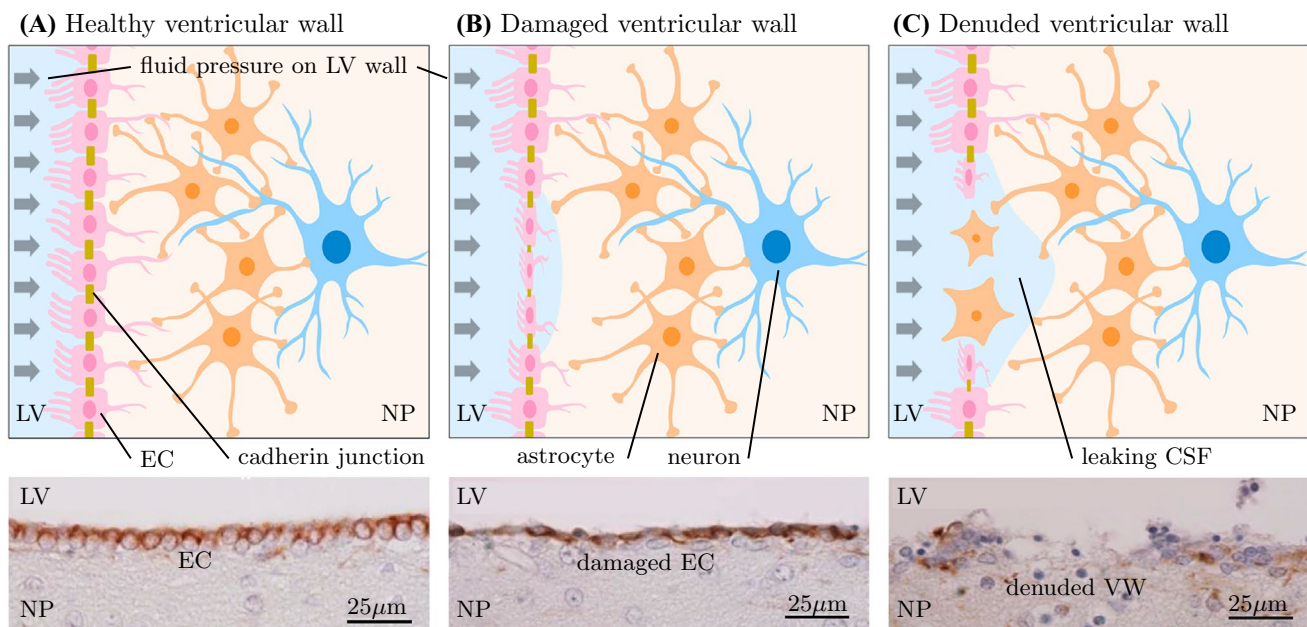 (A) Healthy ventricular wall
(B) Damaged ventricular wall
(C) Denuded ventricular wall
fluid pressure on LV wall
LV
NP
LV
NP
LV
NP
EC
cadherin junction
astrocyte
neuron
leaking CSF
LV
EC
NP
25μm
LV
damaged EC
NP
25μm
LV
denuded VW
NP
25μm